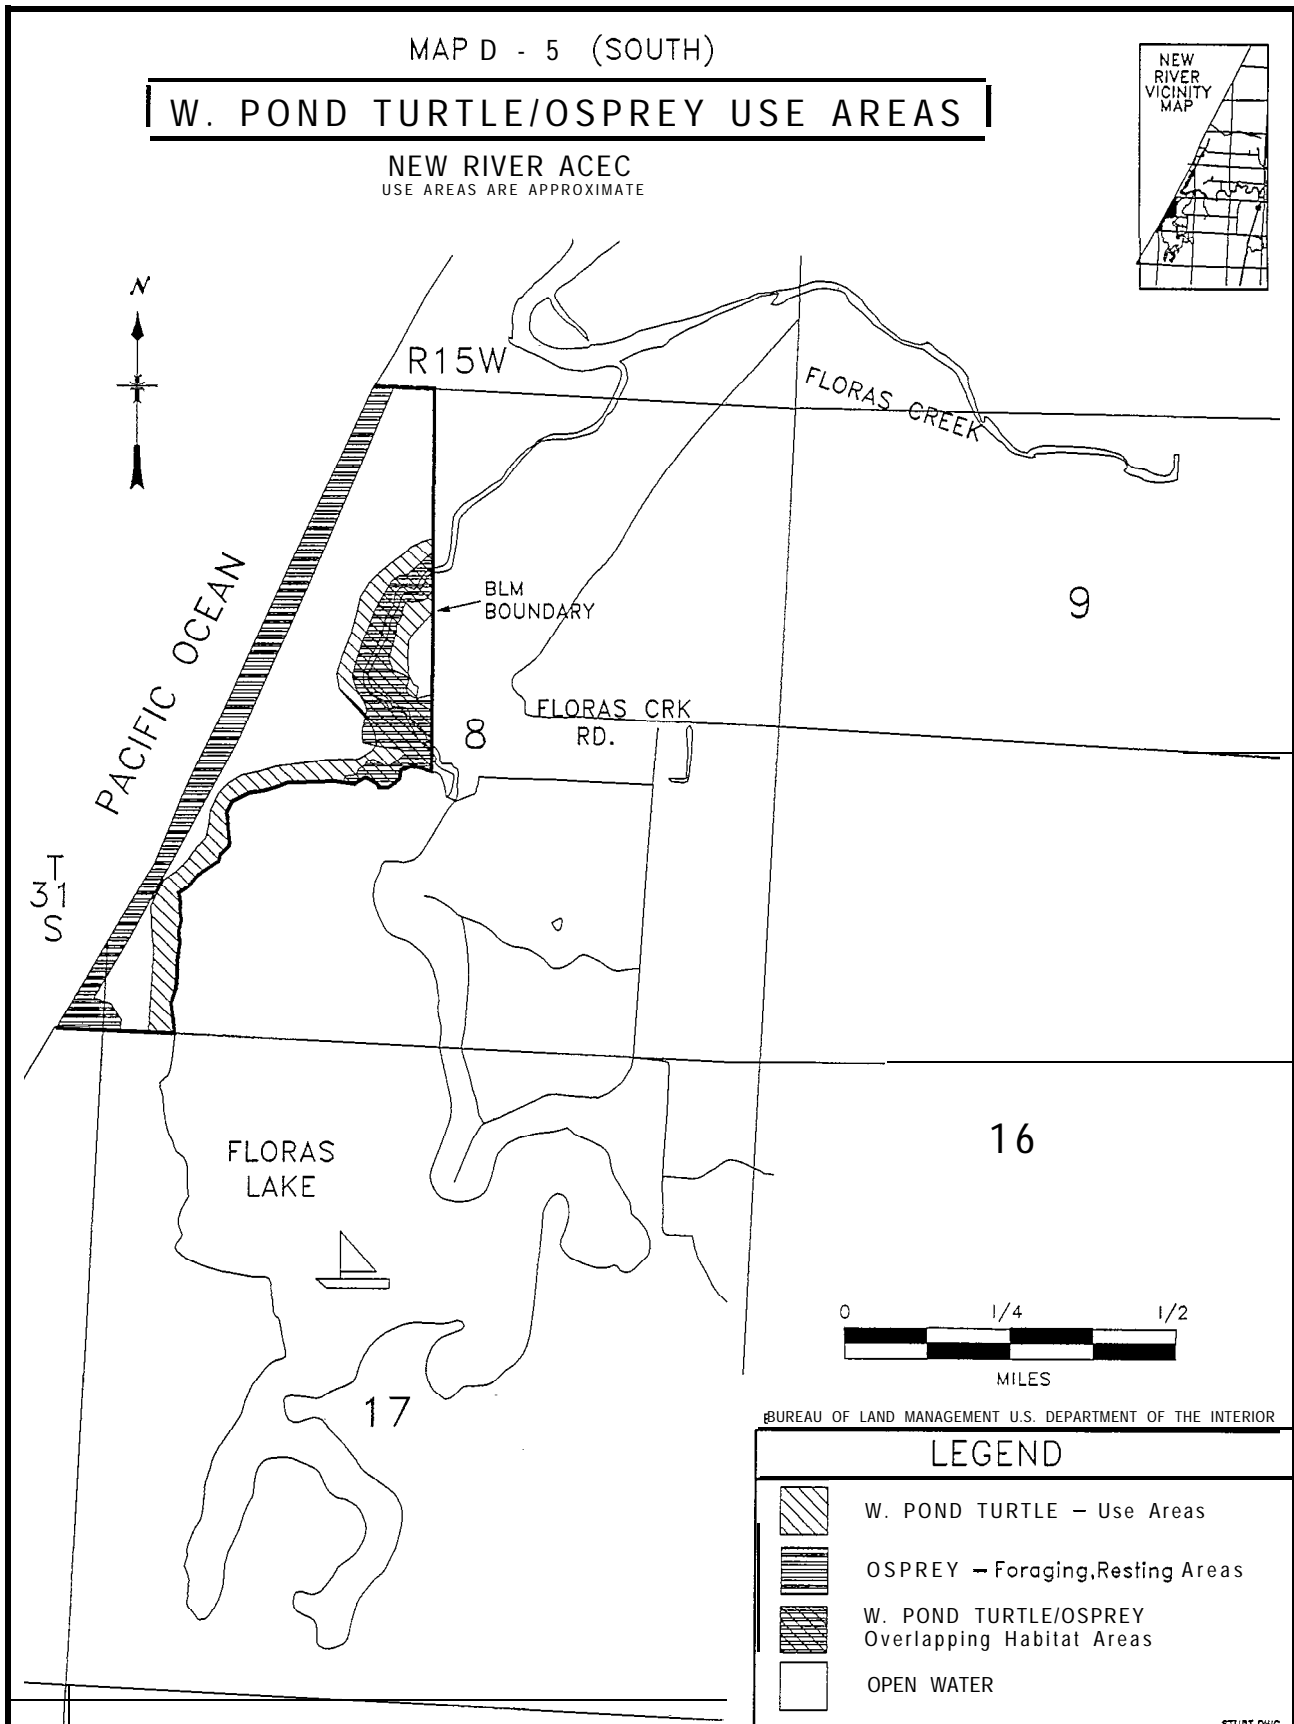 MAP D - 5 (SOUTH)
W. POND TURTLE/OSPREY USE AREAS
NEW RIVER ACEC
USE AREAS ARE APPROXIMATE
NEW
RIVER
VICINITY
MAP
N
R15W
FLORAS CREEK
PACIFIC OCEAN
BLM
BOUNDARY
9
FLORAS CRK
RD.
8
T
31
S
FLORAS
LAKE
16
17
0 1/4 1/2
MILES
BUREAU OF LAND MANAGEMENT U.S. DEPARTMENT OF THE INTERIOR
LEGEND
W. POND TURTLE – Use Areas
OSPREY – Foraging,Resting Areas
W. POND TURTLE/OSPREY
Overlapping Habitat Areas
OPEN WATER